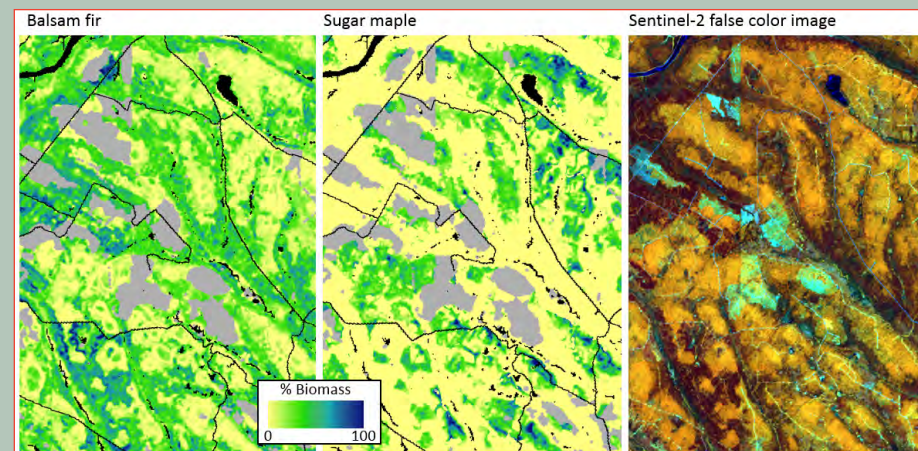 Balsam fir
Sugar maple
Sentinel-2 false color image
% Biomass
0 100